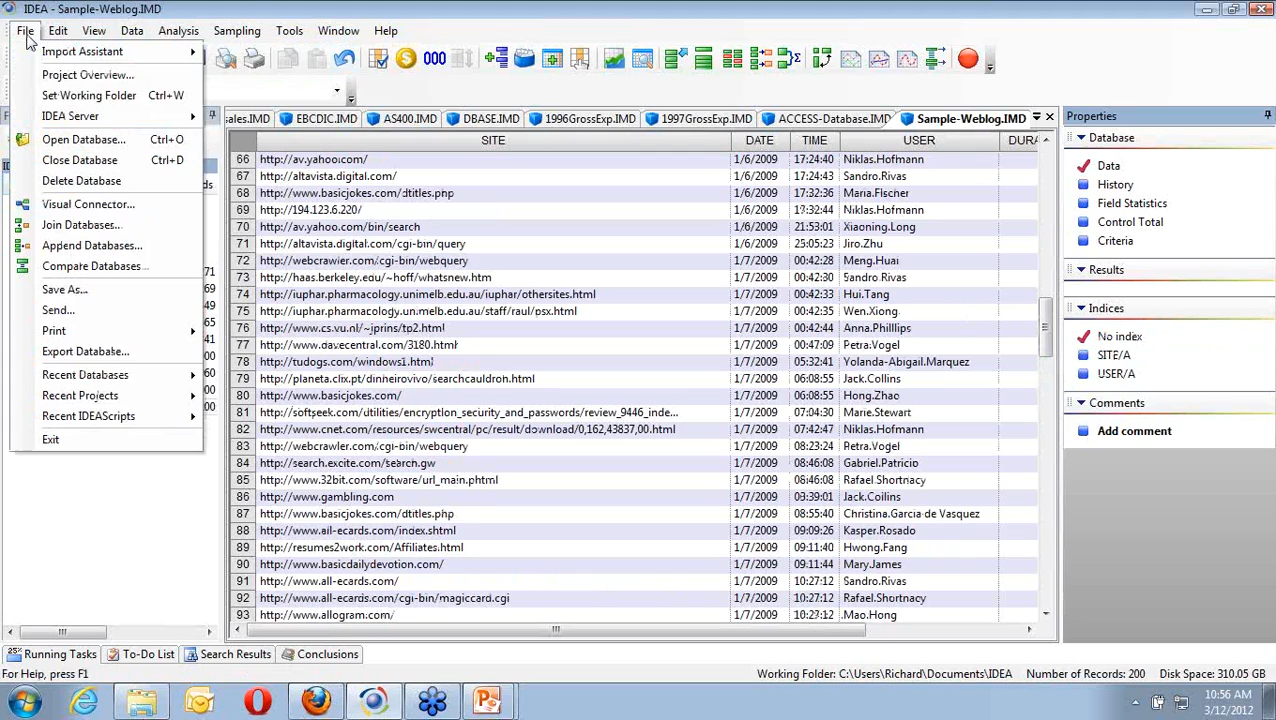 IDEA - Sample-Weblog.IMD
File Edit View Data Analysis Sampling Tools Window Help
Import Assistant
Project Overview...
Set Working Folder Ctrl+W
IDEA Server
Open Database... Ctrl+O
Close Database Ctrl+D
Delete Database
Visual Connector...
Join Databases...
Append Databases...
Compare Databases...
Save As...
Send...
Print
Export Database...
Recent Databases
Recent Projects
Recent IDEAScripts
Exit
ales.IMD EBCDIC.IMD AS400.IMD DBASE.IMD 1996GrossExp.IMD 1997GrossExp.IMD ACCESS-Database.IMD Sample-Weblog.IMD
SITE DATE TIME USER DURA
66 http://av.yahoo.com/ 1/6/2009 17:24:40 Niklas.Hofmann
67 http://altavista.digital.com/ 1/6/2009 17:24:43 Sandro.Rivas
68 http://www.basicjokes.com/dtitles.php 1/6/2009 17:32:36 Maria.Fischer
69 http://194.123.6.220/ 1/6/2009 17:32:44 Niklas.Hofmann
70 http://av.yahoo.com/bin/search 1/6/2009 21:53:01 Xiaoning.Long
71 http://altavista.digital.com/cgi-bin/query 1/6/2009 25:05:23 Jiro.Zhu
72 http://webcrawier.com/cgi-bin/webquery 1/6/2009 00:42:28 Meng.Huai
73 http://haas.berkeley.edu/~hoff/whatsnew.htm 1/6/2009 00:42:30 Sandro.Rivas
74 http://iuphar.pharmacology.unimelb.edu.au/iuphar/othersites.html 1/6/2009 00:42:33 Hui.Tang
75 http://iuphar.pharmacology.unimelb.edu.au/staff/raul/psx.html 1/6/2009 00:42:33 Wen.Xiong
76 http://www.cs.vu.nl/~jprins/tp2.html 1/6/2009 00:42:44 Anna.Philllips
77 http://www.davecentral.com/3180.html 1/6/2009 00:47:09 Petra.Vogel
78 http://tudogs.com/windows1.html 1/6/2009 05:32:41 Yolanda-Abigail.Marquez
79 http://planeta.clix.pt/dinheirovivo/searchcauldroh.html 1/6/2009 06:08:55 Jack.Collins
80 http://www.basicjokes.com/ 1/6/2009 06:08:55 Hong.Zhao
81 http://softseek.com/utilities/encryption_security_and_passwords/review_9446_inde... 1/6/2009 07:04:30 Marie.Stewart
82 http://www.cnet.com/resources/swcentral/pc/result/download/0,162,43837,00.html 1/6/2009 07:42:47 Niklas.Hofmann
83 http://webcrawler.com/cgi-bin/webquery 1/6/2009 08:23:24 Retra.Vogel
84 http://search.excite.com/search.gw 1/6/2009 08:46:08 Gabriel.Patricio
85 http://www.32bit.com/software/url_main.phtml 1/6/2009 08:46:08 Rafael.Shortnacy
86 http://www.gambling.com 1/7/2009 09:39:01 Jack.Collins
87 http://www.basicjokes.com/dtitles.php 1/7/2009 08:55:40 Christina.Garcia-de Vasquez
88 http://www.all-ecards.com/index.shtml 1/7/2009 09:09:26 Kasper.Rosado
89 http://resumes2work.com/Affiliates.html 1/7/2009 09:11:40 Hwong.Fang
90 http://www.basicdailydevotion.com/ 1/7/2009 09:11:44 Mary.James
91 http://www.all-ecards.com/ 1/7/2009 10:27:12 Sandro.Rivas
92 http://www.all-ecards.com/cgi-bin/magiccard.cgi 1/7/2009 10:27:12 Rafael.Shortnacy
93 http://www.allogram.com/ 1/7/2009 10:27:12 Mao.Hong
Properties
Database
Data
History
Field Statistics
Control Total
Criteria
Results
Indices
No index
SITE/A
USER/A
Comments
Add comment
Running Tasks To-Do List Search Results Conclusions
For Help, press F1 Working Folder: C:\Users\Richard\Documents\IDEA Number of Records: 200 Disk Space: 310.05 GB
10:56 AM
3/12/2012